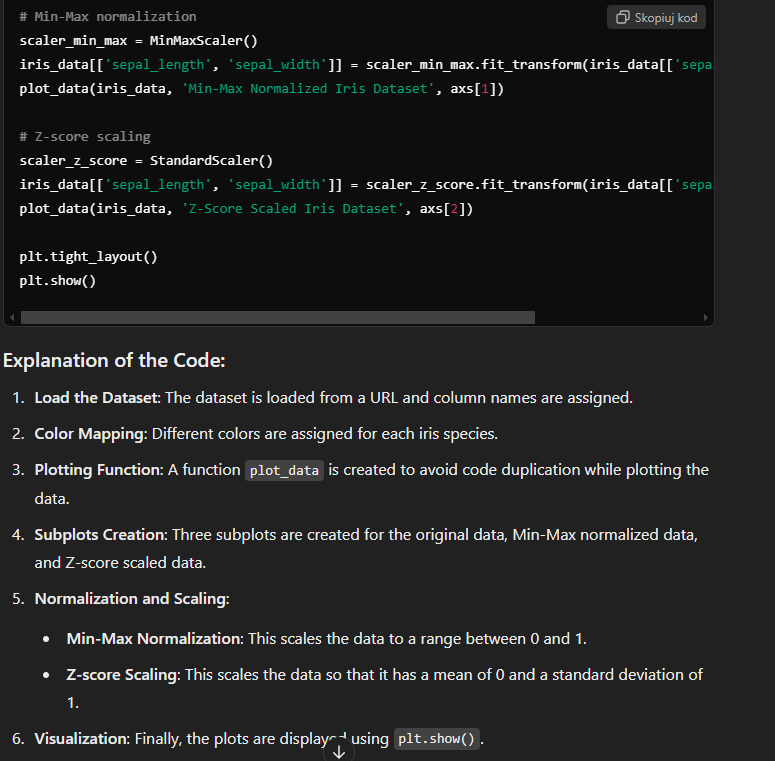 # Min-Max normalization
Skopiuj kod
scaler_min_max = MinMaxScaler()
iris_data[['sepal_length', 'sepal_width']] = scaler_min_max.fit_transform(iris_data[['sepa
plot_data(iris_data, 'Min-Max Normalized Iris Dataset', axs[1])
# Z-score scaling
scaler_z_score = StandardScaler()
iris_data[['sepal_length', 'sepal_width']] = scaler_z_score.fit_transform(iris_data[['sepa
plot_data(iris_data, 'Z-Score Scaled Iris Dataset', axs[2])
plt.tight_layout()
plt.show()
Explanation of the Code:
1. Load the Dataset: The dataset is loaded from a URL and column names are assigned.
2. Color Mapping: Different colors are assigned for each iris species.
3. Plotting Function: A function plot_data is created to avoid code duplication while plotting the
data.
4. Subplots Creation: Three subplots are created for the original data, Min-Max normalized data,
and Z-score scaled data.
5. Normalization and Scaling:
• Min-Max Normalization: This scales the data to a range between 0 and 1.
• Z-score Scaling: This scales the data so that it has a mean of 0 and a standard deviation of
1.
6. Visualization: Finally, the plots are displayed using plt.show().